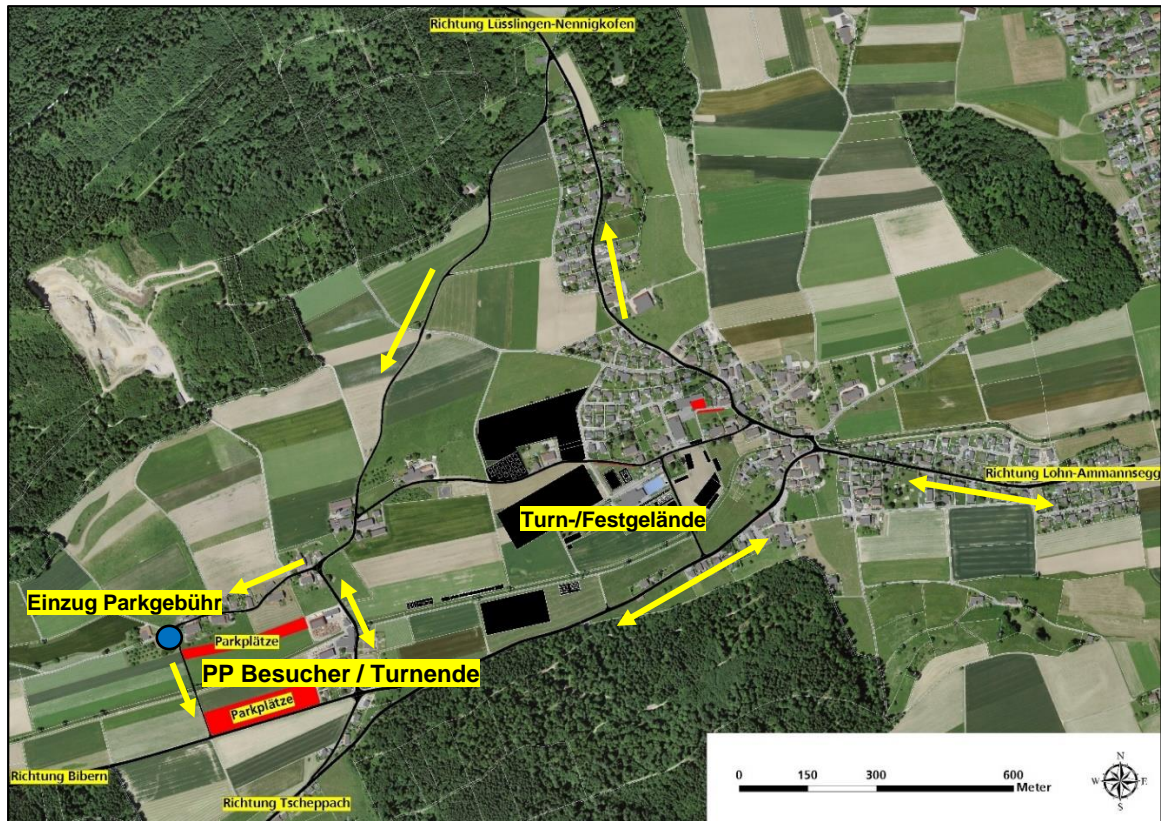 Richtung Lüsslingen-Nennigkofen
Richtung Lohn-Ammannsegg
Turn-/Festgelände
Einzug Parkgebühr
Parkplätze
PP Besucher / Turnende
Parkplätze
Richtung Bibern
Richtung Tscheppach
0 150 300 600
Meter
N
W E
S